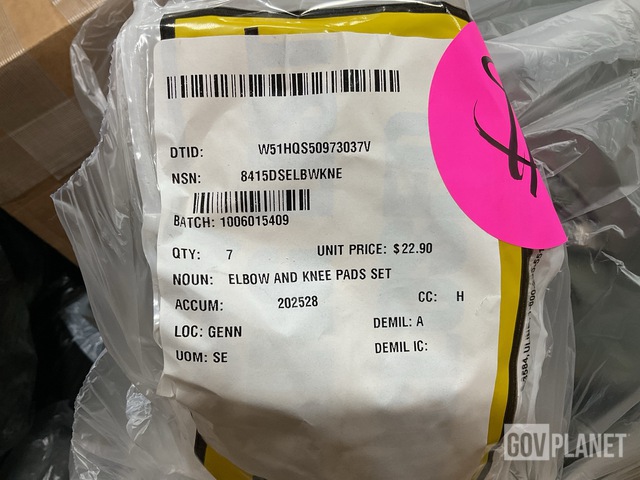 DTID: W51HQS50973037V
NSN: 8415DSELBWKNE
BATCH: 1006015409
QTY: 7 UNIT PRICE: $22.90
NOUN: ELBOW AND KNEE PADS SET
ACCUM: 202528 CC: H
LOC: GENN DEMIL: A
UOM: SE DEMIL IC:
GOVPLANET